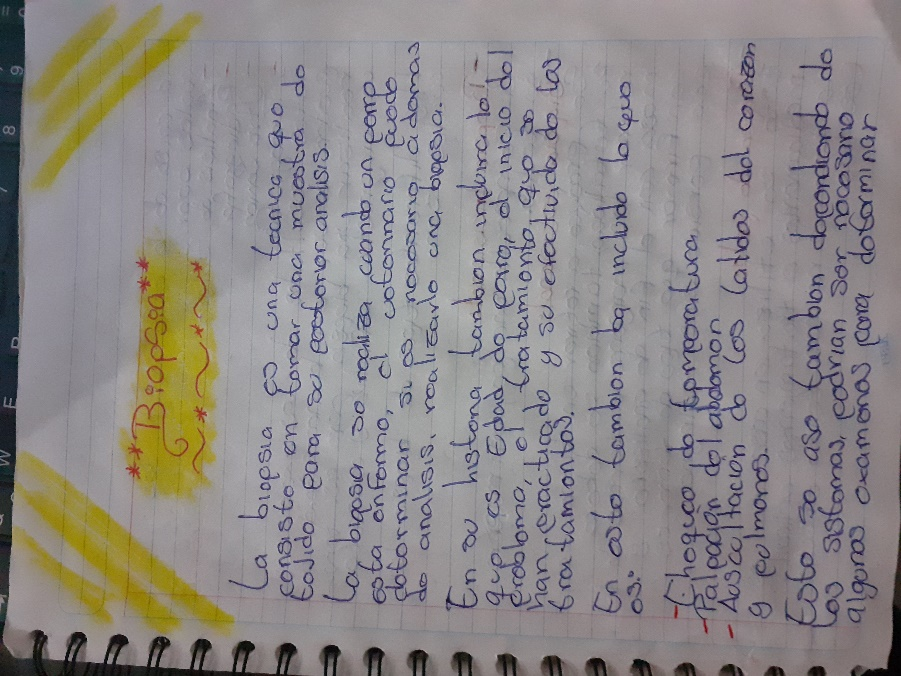 Biopsia
La biopsia es una tecnica que
consiste en tomar una muestra de
tejido para su posterior analisis.
La biopsia se realiza cuando un perro
esta enfermo, el veterinario puede
determinar si es necesario ademas
de analisis, realizarle una biopsia.
En su historia tambien incluira lo
que es Edad de perro, el inicio del
problema, el tratamiento que se
han practicado y su efectividad de los
tratamientos.
En esto tambien ba incluido lo que
es:
- Chequeo de temperatura
- Palpación del abdomen
- Auscultacion de los latidos del corazon
y pulmones.
Esto se aso tambien dependiendo de
los sistomas, podrian ser necesario
algunos examenes para determinar